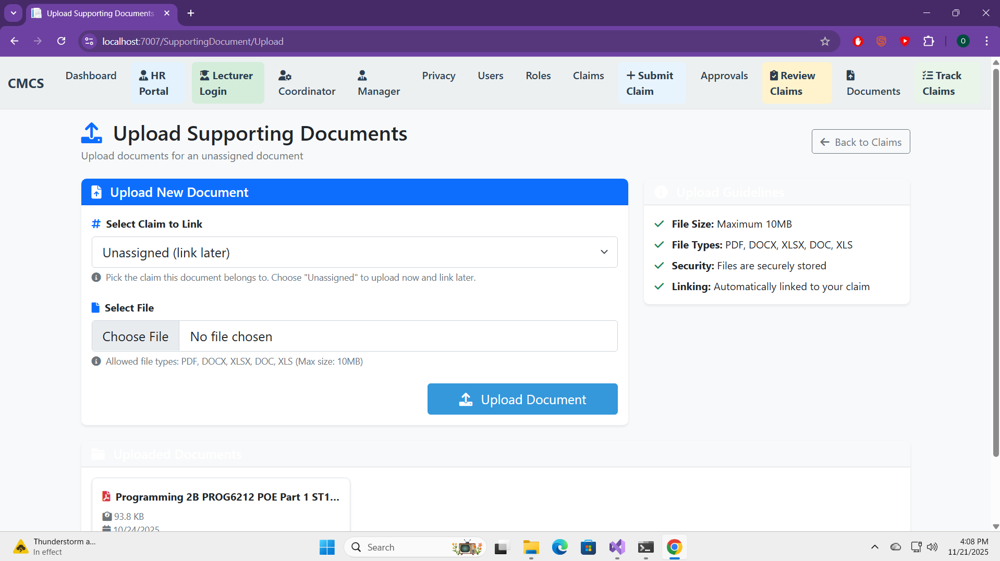 Upload Supporting Documents
localhost:7007/SupportingDocument/Upload
O
CMCS
Dashboard
HR Portal
Lecturer Login
Coordinator
Manager
Privacy
Users
Roles
Claims
+ Submit Claim
Approvals
Review Claims
Documents
Track Claims
Upload Supporting Documents
Upload documents for an unassigned document
Back to Claims
Upload New Document
# Select Claim to Link
Unassigned (link later)
Pick the claim this document belongs to. Choose "Unassigned" to upload now and link later.
Select File
Choose File No file chosen
Allowed file types: PDF, DOCX, XLSX, DOC, XLS (Max size: 10MB)
Upload Document
Upload Guidelines
File Size: Maximum 10MB
File Types: PDF, DOCX, XLSX, DOC, XLS
Security: Files are securely stored
Linking: Automatically linked to your claim
Uploaded Documents
Programming 2B PROG6212 POE Part 1 ST1...
93.8 KB
10/24/2025
Thunderstorm a...
In effect
Search
4:08 PM
11/21/2025